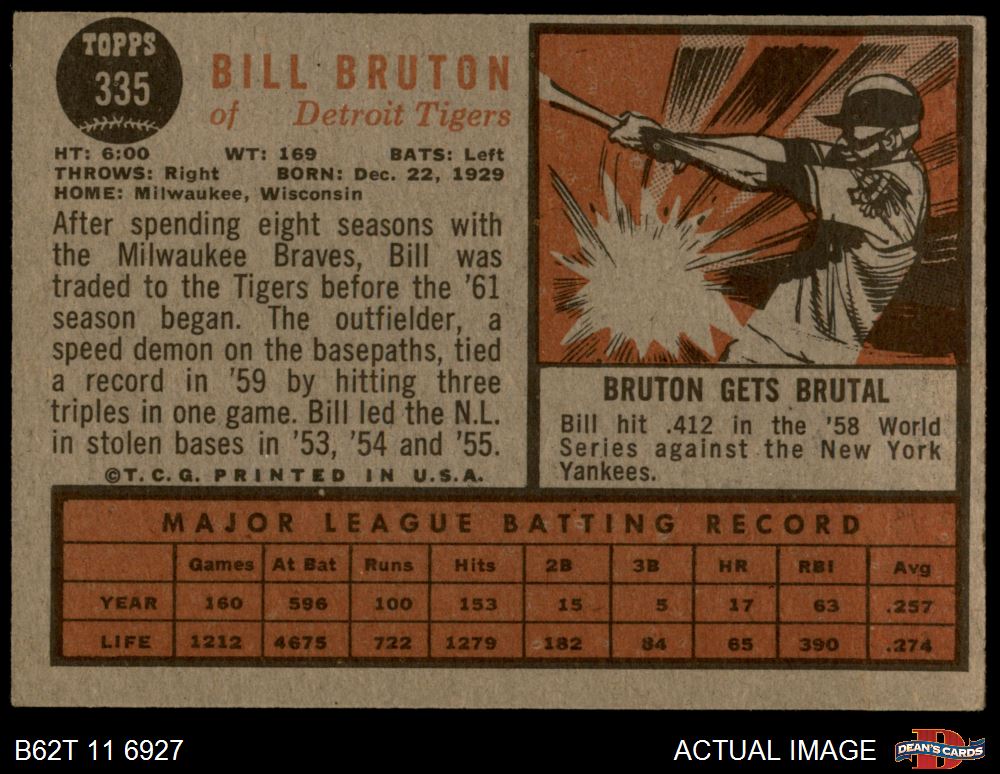 TOPPS
335
BILL BRUTON
of Detroit Tigers
HT: 6:00 WT: 169 BATS: Left
THROWS: Right BORN: Dec. 22, 1929
HOME: Milwaukee, Wisconsin
After spending eight seasons with
the Milwaukee Braves, Bill was
traded to the Tigers before the '61
season began. The outfielder, a
speed demon on the basepaths, tied
a record in '59 by hitting three
triples in one game. Bill led the N.L.
in stolen bases in '53, '54 and '55.
©T.C.G. PRINTED IN U.S.A.
BRUTON GETS BRUTAL
Bill hit .412 in the '58 World
Series against the New York
Yankees.
MAJOR LEAGUE BATTING RECORD
Games At Bat Runs Hits 2B 3B HR RBI Avg
YEAR 160 596 100 153 15 5 17 63 .257
LIFE 1212 4675 722 1279 182 84 65 390 .274
B62T 11 6927
ACTUAL IMAGE
D
DEAN'S CARDS